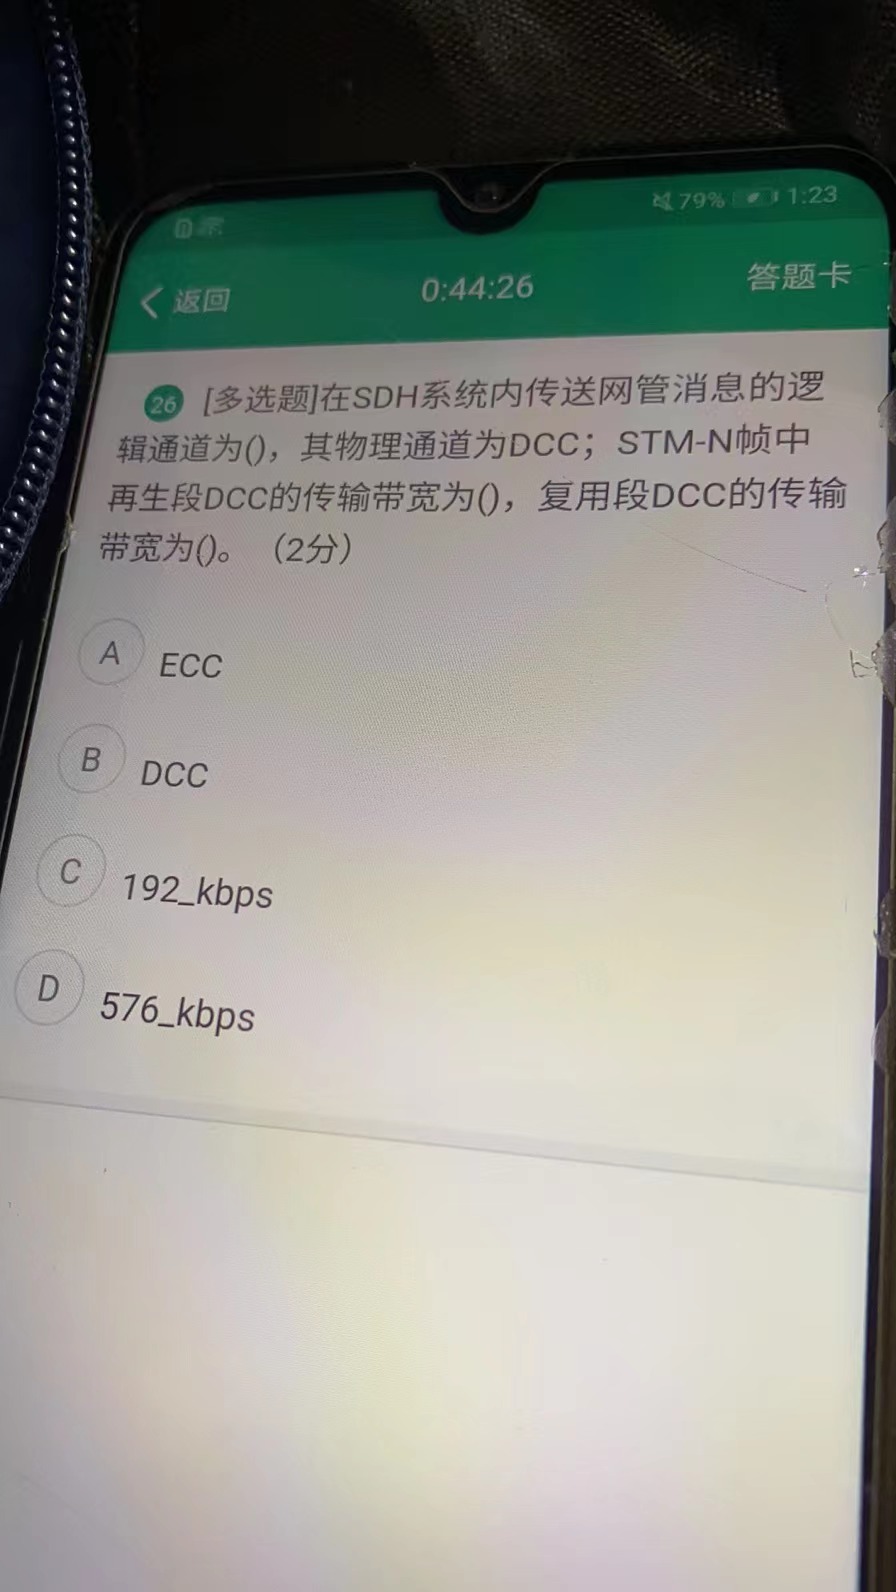 79% 1:23
返回 0:44:26 答题卡
26 [多选题]在SDH系统内传送网管消息的逻
辑通道为()，其物理通道为DCC；STM-N帧中
再生段DCC的传输带宽为()，复用段DCC的传输
带宽为()。（2分）
A ECC
B DCC
C 192_kbps
D 576_kbps